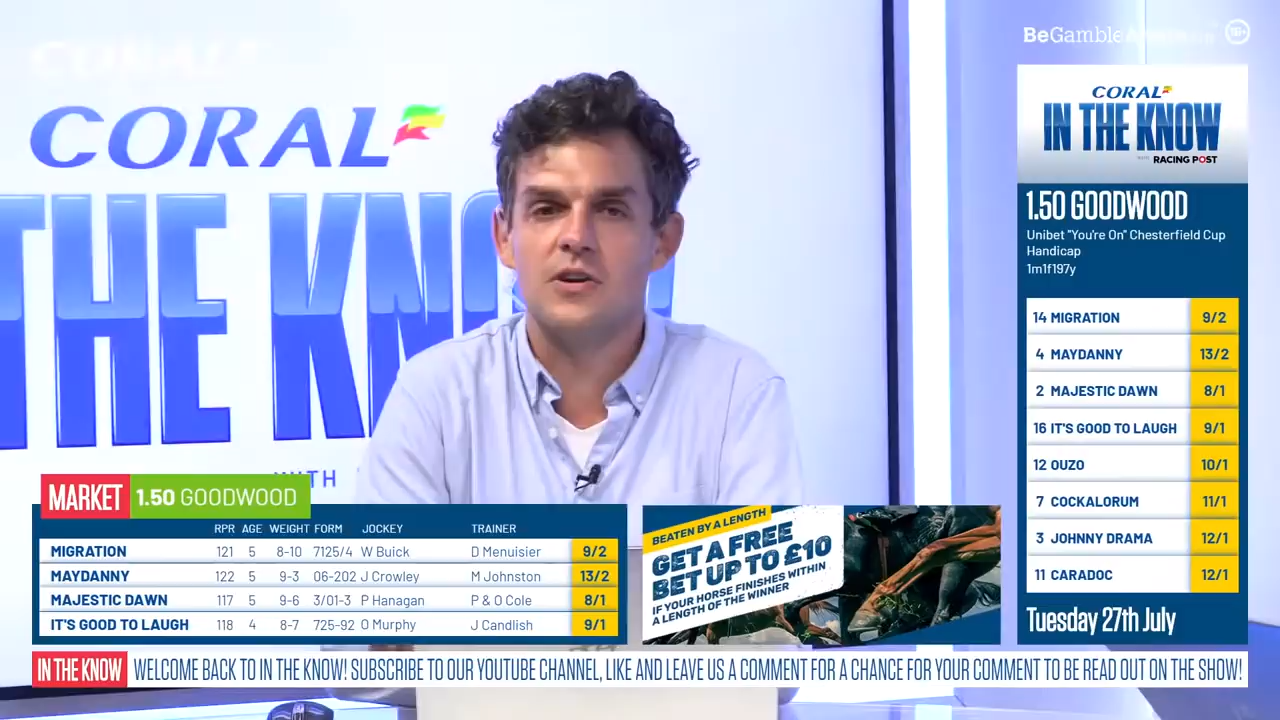 CORAL
BeGambleAware
18+
CORAL
THE KNO
WITH
CORAL
IN THE KNOW
WITH RACING POST
1.50 GOODWOOD
Unibet "You're On" Chesterfield Cup
Handicap
1m1f197y
14 MIGRATION 9/2
4 MAYDANNY 13/2
2 MAJESTIC DAWN 8/1
16 IT'S GOOD TO LAUGH 9/1
12 OUZO 10/1
7 COCKALORUM 11/1
3 JOHNNY DRAMA 12/1
11 CARADOC 12/1
Tuesday 27th July
MARKET 1.50 GOODWOOD
RPR AGE WEIGHT FORM JOCKEY TRAINER
MIGRATION 121 5 8-10 7125/4 W Buick D Menuisier 9/2
MAYDANNY 122 5 9-3 06-202 J Crowley M Johnston 13/2
MAJESTIC DAWN 117 5 9-6 3/01-3 P Hanagan P & O Cole 8/1
IT'S GOOD TO LAUGH 118 4 8-7 725-92 O Murphy J Candlish 9/1
BEATEN BY A LENGTH
GET A FREE
BET UP TO £10
IF YOUR HORSE FINISHES WITHIN
A LENGTH OF THE WINNER
IN THE KNOW WELCOME BACK TO IN THE KNOW! SUBSCRIBE TO OUR YOUTUBE CHANNEL, LIKE AND LEAVE US A COMMENT FOR A CHANCE FOR YOUR COMMENT TO BE READ OUT ON THE SHOW!